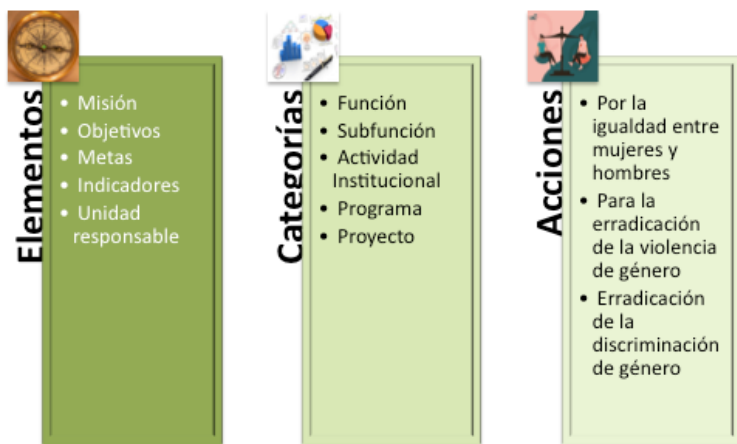 Elementos
• Misión
• Objetivos
• Metas
• Indicadores
• Unidad
responsable
Categorías
• Función
• Subfunción
• Actividad
Institucional
• Programa
• Proyecto
Acciones
• Por la
igualdad entre
mujeres y
hombres
• Para la
erradicación
de la violencia
de género
• Erradicación
de la
discriminación
de género